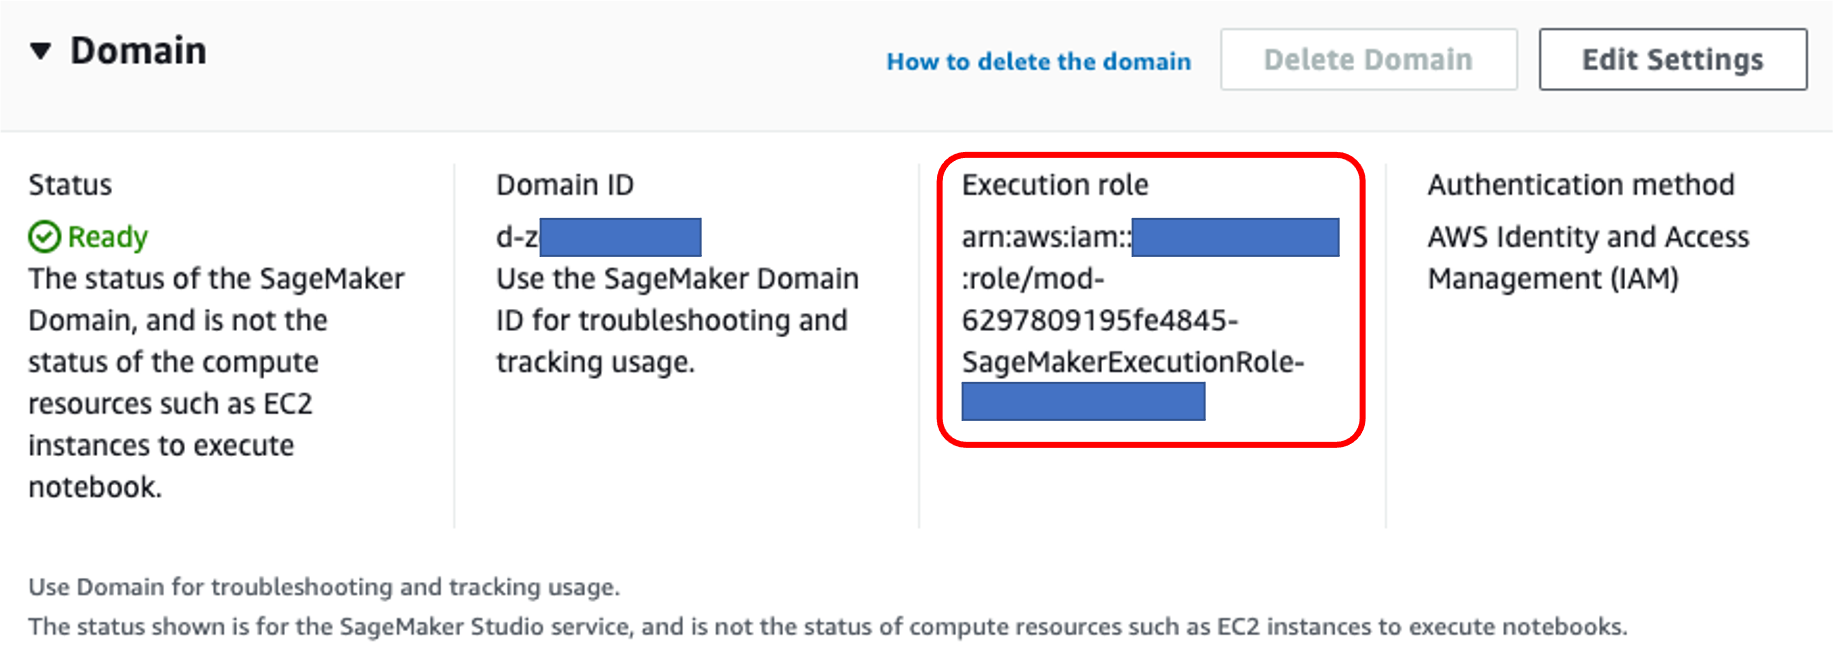 Domain
How to delete the domain
Delete Domain
Edit Settings
Status
Ready
The status of the SageMaker
Domain, and is not the
status of the compute
resources such as EC2
instances to execute
notebook.
Domain ID
d-z
Use the SageMaker Domain
ID for troubleshooting and
tracking usage.
Execution role
arn:aws:iam::
:role/mod-
6297809195fe4845-
SageMakerExecutionRole-
Authentication method
AWS Identity and Access
Management (IAM)
Use Domain for troubleshooting and tracking usage.
The status shown is for the SageMaker Studio service, and is not the status of compute resources such as EC2 instances to execute notebooks.